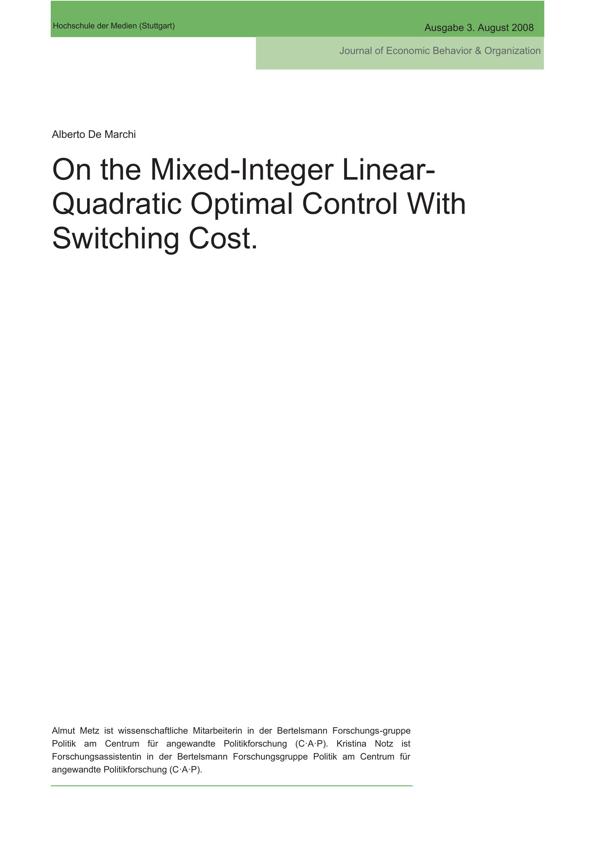 Hochschule der Medien (Stuttgart)
Ausgabe 3. August 2008
Journal of Economic Behavior & Organization
Alberto De Marchi
On the Mixed-Integer Linear-
Quadratic Optimal Control With
Switching Cost.
Almut Metz ist wissenschaftliche Mitarbeiterin in der Bertelsmann Forschungs-gruppe
Politik am Centrum für angewandte Politikforschung (C·A·P). Kristina Notz ist
Forschungsassistentin in der Bertelsmann Forschungsgruppe Politik am Centrum für
angewandte Politikforschung (C·A·P).